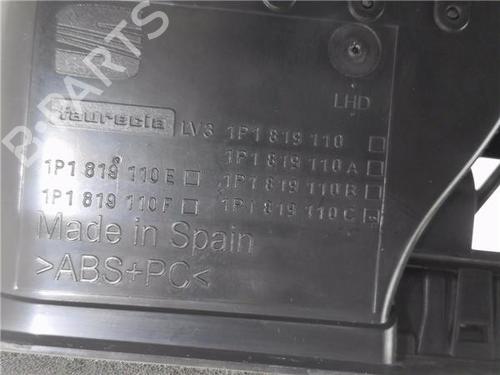 B-PARTS
LHD
faurecia LV3 1P1 819 110
1P1 819 110 A
1P1 819 110 E 1P1 819 110 B
1P1 819 110 F 1P1 819 110 C
Made in Spain
>ABS+PC<